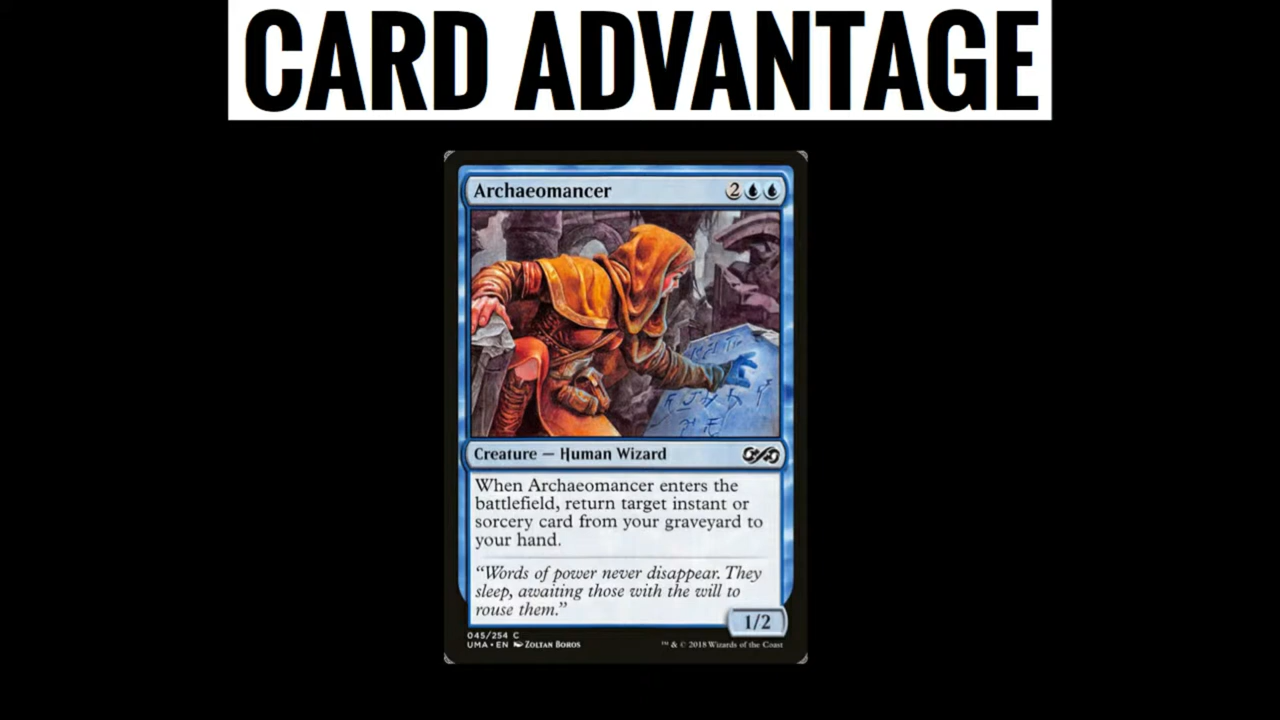 CARD ADVANTAGE
Archaeomancer 2
Creature — Human Wizard
When Archaeomancer enters the
battlefield, return target instant or
sorcery card from your graveyard to
your hand.
“Words of power never disappear. They
sleep, awaiting those with the will to
rouse them.”
1/2
045/254 C
UMA • EN Zoltan Boros
™ & © 2018 Wizards of the Coast